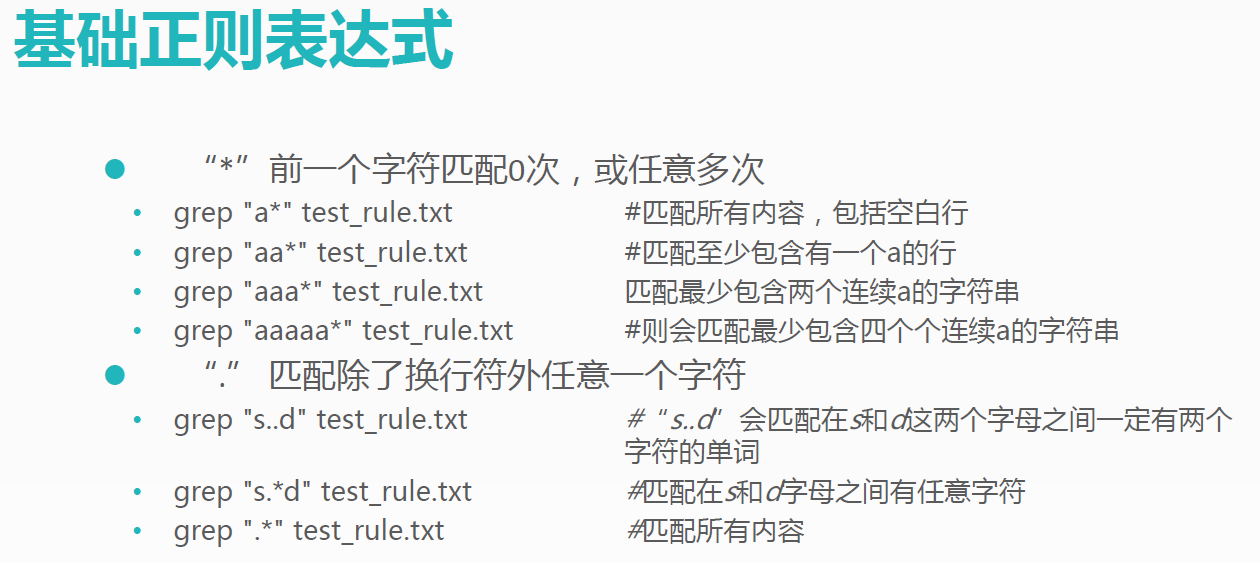 基础正则表达式
“*”前一个字符匹配0次，或任意多次
grep "a*" test_rule.txt #匹配所有内容，包括空白行
grep "aa*" test_rule.txt #匹配至少包含有一个a的行
grep "aaa*" test_rule.txt 匹配最少包含两个连续a的字符串
grep "aaaaa*" test_rule.txt #则会匹配最少包含四个个连续a的字符串
“.” 匹配除了换行符外任意一个字符
grep "s..d" test_rule.txt #“s..d”会匹配在s和d这两个字母之间一定有两个
字符的单词
grep "s.*d" test_rule.txt #匹配在s和d字母之间有任意字符
grep ".*" test_rule.txt #匹配所有内容